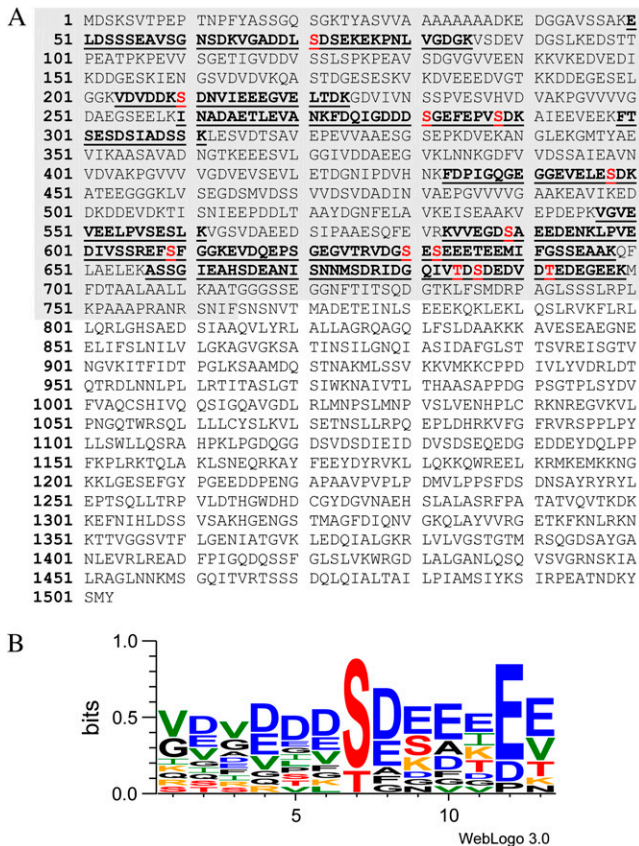 A
1 MDSKSVTPEP TNPFYASSGQ SGKTYASVVA AAAAAAADKE DGGAVSSAKE
51 LDSSSEAVSG NSDKVGADDL SDSEKEKPNL VGDGKVSDEV DGSLKEDSTT
101 PEATPKPEVV SGETIGVDDV SSLSPKPEAV SDGVGVVEEN KKVKEDVEDI
151 KDDGESKIEN GSVDVDVKQA STDGESESKV KDVEEEDVGT KKDDEGESEL
201 GGKVDVDDKS DNVIEEEGVE LTDKGDVIVN SSPVESVHVD VAKPGVVVVG
251 DAEGSEELKI NADAETLEVA NKFDQIGDDD SGEFEPVSDK AIEEVEEKFT
301 SESDSIADSS KLESVDTSAV EPEVVAAESG SEPKDVEKAN GLEKGMTYAE
351 VIKAASAVAD NGTKEEESVL GGIVDDAEEG VKLNNKGDFV VDSSAIEAVN
401 VDVAKPGVVV VGDVEVSEVL ETDGNIPDVH NKFDPIGQGE GGEVELESDK
451 ATEEGGGKLV SEGDSMVDSS VVDSVDADIN VAEPGVVVVG AAKEAVIKED
501 DKDDEVDKTI SNIEEPDDLT AAYDGNFELA VKEISEAAKV EPDEPKVGVE
551 VEELPVSESL KVGSVDAEED SIPAAESQFE VRKVVEGDSA EEDENKLPVE
601 DIVSSREFSF GGKEVDQEPS GEGVTRVDGS ESEEETEEMI FGSSEAAKQF
651 LAELEKASSG IEAHSDEANI SNNMSDRIDG QIVTDSDEDV DTEDEGEEKM
701 FDTAALAALL KAATGGGSSE GGNFTITSQD GTKLFSMDRP AGLSSSLRPL
751 KPAAAPRANR SNIFSNSNVT MADETEINLS EEEKQKLEKL QSLRVKFLRL
801 LQRLGHSAED SIAAQVLYRL ALLAGRQAGQ LFSLDAAKKK AVESEAEGNE
851 ELIFSLNILV LGKAGVGKSA TINSILGNQI ASIDAFGLST TSVREISGTV
901 NGVKITFIDT PGLKSAAMDQ STNAKMLSSV KKVMKKCPPD IVLYVDRLDT
951 QTRDLNNLPL LRTITASLGT SIWKNAIVTL THAASAPPDG PSGTPLSYDV
1001 FVAQCSHIVQ QSIGQAVGDL RLMNPSLMNP VSLVENHPLC RKNREGVKVL
1051 PNGQTWRSQL LLLCYSLKVL SETNSLLRPQ EPLDHRKVFG FRVRSPPLPY
1101 LLSWLLQSRA HPKLPGDQGG DSVDSDIEID DVSDSEQEDG EDDEYDQLPP
1151 FKPLRKTQLA KLSNEQRKAY FEEYDYRVKL LQKKQWREEL KRMKEMKKNG
1201 KKLGESEFGY PGEEDDPENG APAAVPVPLP DMVLPPSFDS DNSAYRYRYL
1251 EPTSQLLTRP VLDTHGWDHD CGYDGVNAEH SLALASRFPA TATVQVTKDK
1301 KEFNIHLDSS VSAKHGENGS TMAGFDIQNV GKQLAYVVRG ETKFKNLRKN
1351 KTTVGGSVTF LGENIATGVK LEDQIALGKR LVLVGSTGTM RSQGDSAYGA
1401 NLEVRLREAD FPIGQDQSSF GLSLVKWRGD LALGANLQSQ VSVGRNSKIA
1451 LRAGLNNKMS GQITVRTSSS DQLQIALTAI LPIAMSIYKS IRPEATNDKY
1501 SMY
B
1.0
bits
0.5
0.0
5 10
WebLogo 3.0